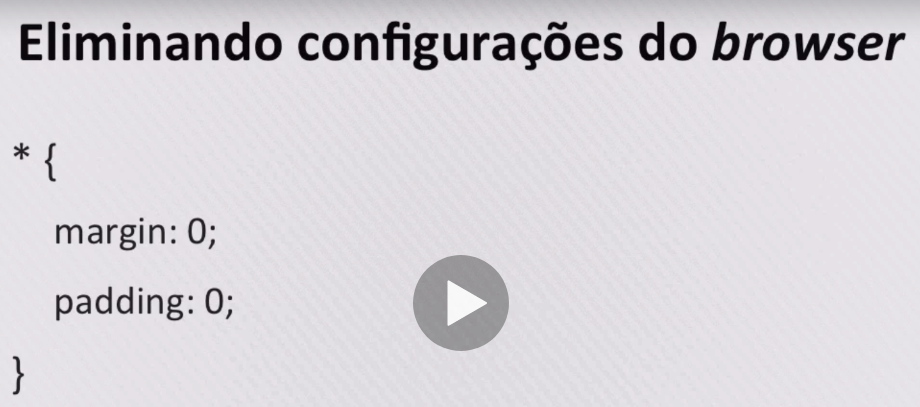 Eliminando configurações do browser
* {
margin: 0;
padding: 0;
}